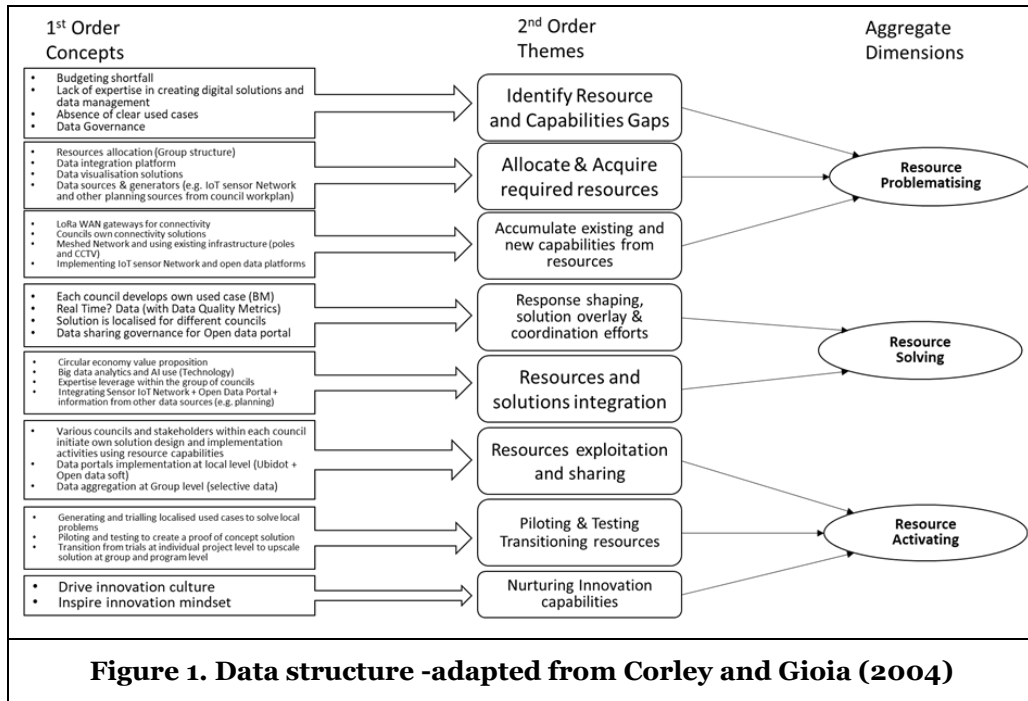 1st Order
Concepts
2nd Order
Themes
Aggregate
Dimensions
• Budgeting shortfall
• Lack of expertise in creating digital solutions and
data management
• Absence of clear used cases
• Data Governance
Identify Resource
and Capabilities Gaps
• Resources allocation (Group structure)
• Data integration platform
• Data visualisation solutions
• Data sources & generators (e.g. IoT sensor Network
and other planning sources from council workplan)
Allocate & Acquire
required resources
Resource
Problematising
• LoRa WAN gateways for connectivity
• Councils own connectivity solutions
• Meshed Network and using existing infrastructure (poles
and CCTV)
• Implementing IoT sensor Network and open data platforms
Accumulate existing and
new capabilities from
resources
• Each council develops own used case (BM)
• Real Time? Data (with Data Quality Metrics)
• Solution is localised for different councils
• Data sharing governance for Open data portal
Response shaping,
solution overlay &
coordination efforts
Resource
Solving
• Circular economy value proposition
• Big data analytics and AI use (Technology)
• Expertise leverage within the group of councils
• Integrating Sensor IoT Network + Open Data Portal +
information from other data sources (e.g. planning)
Resources and
solutions integration
• Various councils and stakeholders within each council
initiate own solution design and implementation
activities using resource capabilities
• Data portals implementation at local level (Ubidot +
Open data soft)
• Data aggregation at Group level (selective data)
Resources exploitation
and sharing
• Generating and trialling localised used cases to solve local
problems
• Piloting and testing to create a proof of concept solution
• Transition from trials at individual project level to upscale
solution at group and program level
Piloting & Testing
Transitioning resources
Resource
Activating
• Drive innovation culture
• Inspire innovation mindset
Nurturing Innovation
capabilities
Figure 1. Data structure -adapted from Corley and Gioia (2004)